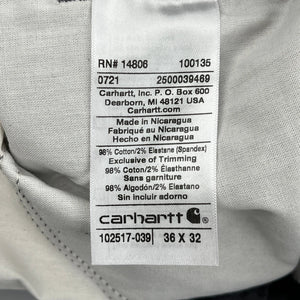 RN# 14806 100135
0721 2500039469
Carhartt, Inc. P. O. Box 600
Dearborn, MI 48121 USA
Carhartt.com
Made in Nicaragua
Fabriqué au Nicaragua
Hecho en Nicaragua
98% Cotton/2% Elastane (Spandex)
Exclusive of Trimming
98% Coton/2% Élasthanne
Sans garniture
98% Algodón/2% Elastano
Sin incluir adorno
carhartt
102517-039 36 X 32